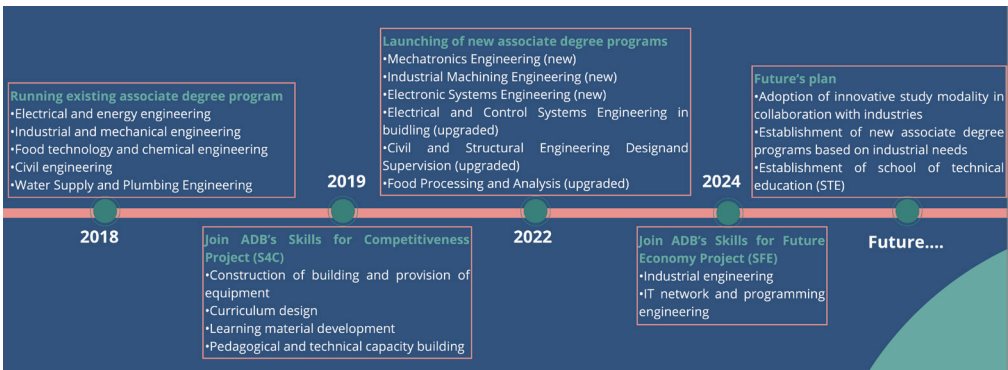 Running existing associate degree program
•Electrical and energy engineering
•Industrial and mechanical engineering
•Food technology and chemical engineering
•Civil engineering
•Water Supply and Plumbing Engineering
2018
2019
Join ADB's Skills for Competitiveness
Project (S4C)
•Construction of building and provision of
equipment
•Curriculum design
•Learning material development
•Pedagogical and technical capacity building
Launching of new associate degree programs
•Mechatronics Engineering (new)
•Industrial Machining Engineering (new)
•Electronic Systems Engineering (new)
•Electrical and Control Systems Engineering in
buidling (upgraded)
•Civil and Structural Engineering Designand
Supervision (upgraded)
•Food Processing and Analysis (upgraded)
2022
2024
Join ADB's Skills for Future
Economy Project (SFE)
•Industrial engineering
•IT network and programming
engineering
Future's plan
•Adoption of innovative study modality in
collaboration with industries
•Establishment of new associate degree
programs based on industrial needs
•Establishment of school of technical
education (STE)
Future....